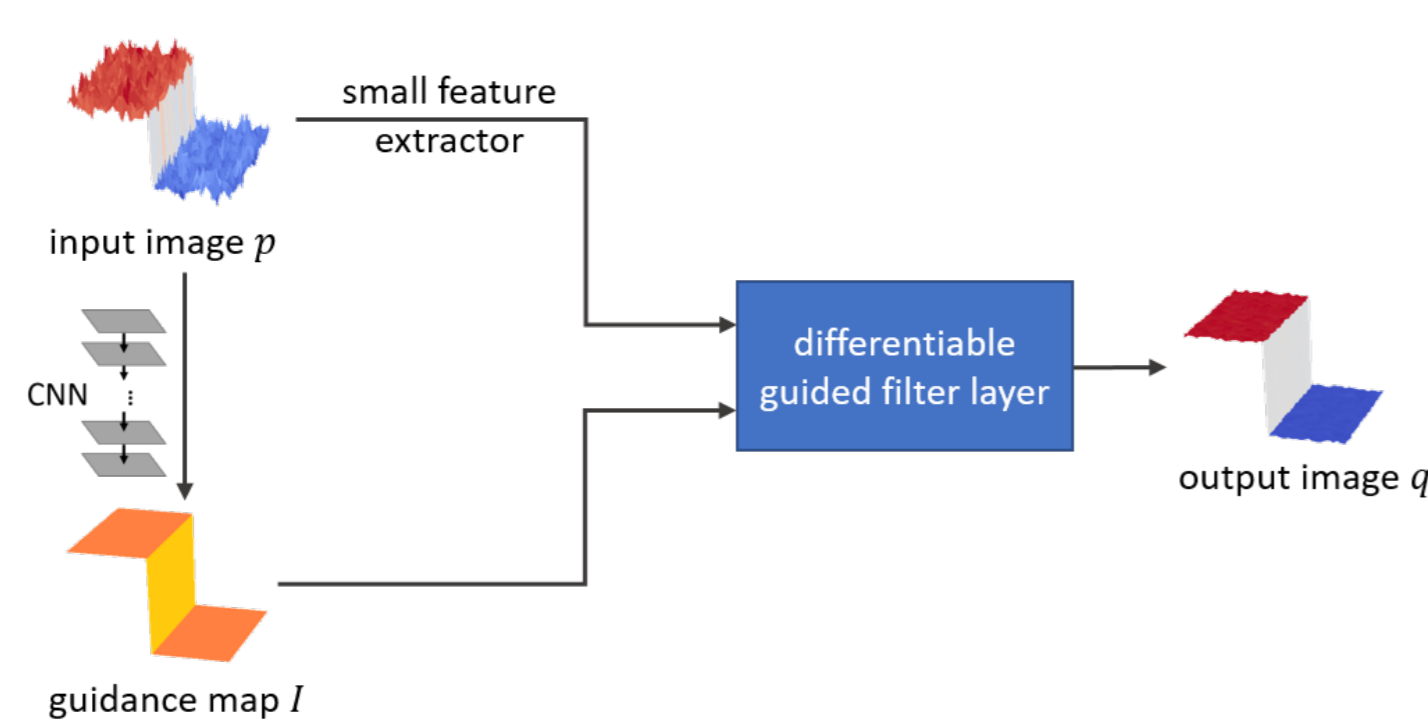 small feature
extractor
input image p
CNN
differentiable
guided filter layer
output image q
guidance map I